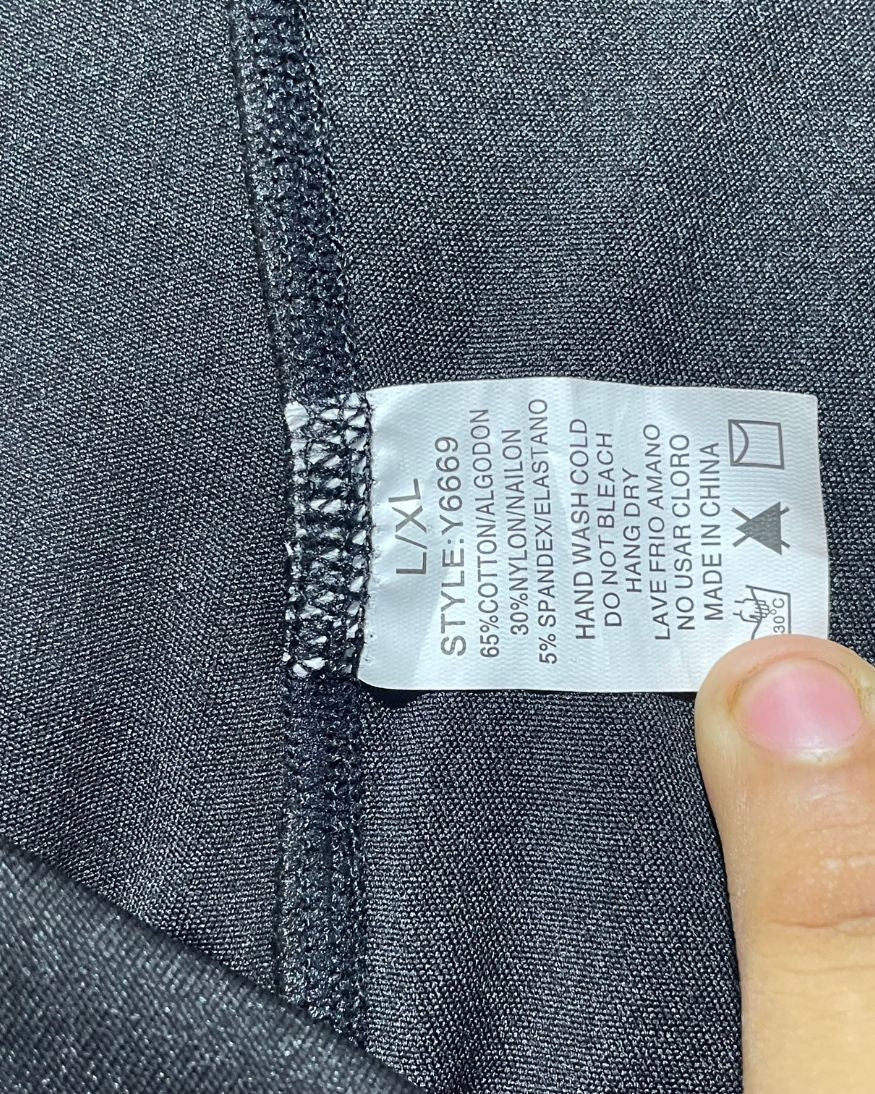 L/XL
STYLE:Y6669
65%COTTON/ALGODON
30%NYLON/NAILON
5% SPANDEX/ELASTANO
HAND WASH COLD
DO NOT BLEACH
HANG DRY
LAVE FRIO AMANO
NO USAR CLORO
MADE IN CHINA
30°C